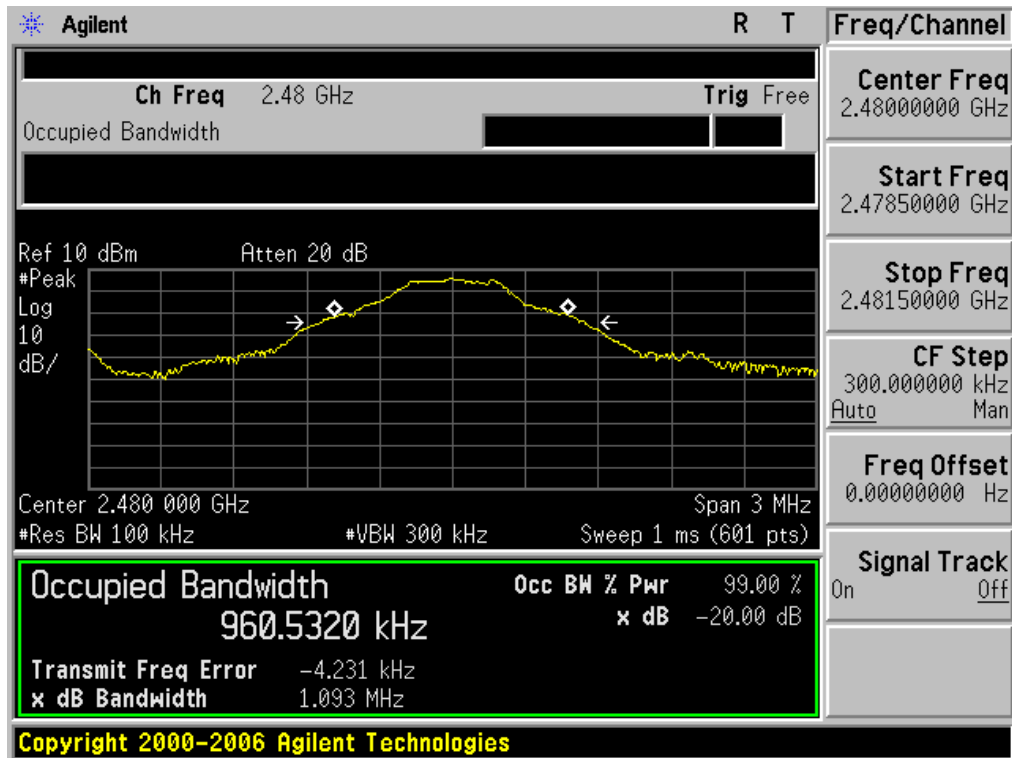 Agilent
R T
Freq/Channel
Ch Freq 2.48 GHz
Trig Free
Occupied Bandwidth
Ref 10 dBm
Atten 20 dB
#Peak
Log
10
dB/
Center 2.480 000 GHz
Span 3 MHz
#Res BW 100 kHz
#VBW 300 kHz
Sweep 1 ms (601 pts)
Occupied Bandwidth
960.5320 kHz
Occ BW % Pwr 99.00 %
x dB -20.00 dB
Transmit Freq Error -4.231 kHz
x dB Bandwidth 1.093 MHz
Center Freq
2.48000000 GHz
Start Freq
2.47850000 GHz
Stop Freq
2.48150000 GHz
CF Step
300.000000 kHz
Auto Man
Freq Offset
0.00000000 Hz
Signal Track
On Off
Copyright 2000-2006 Agilent Technologies